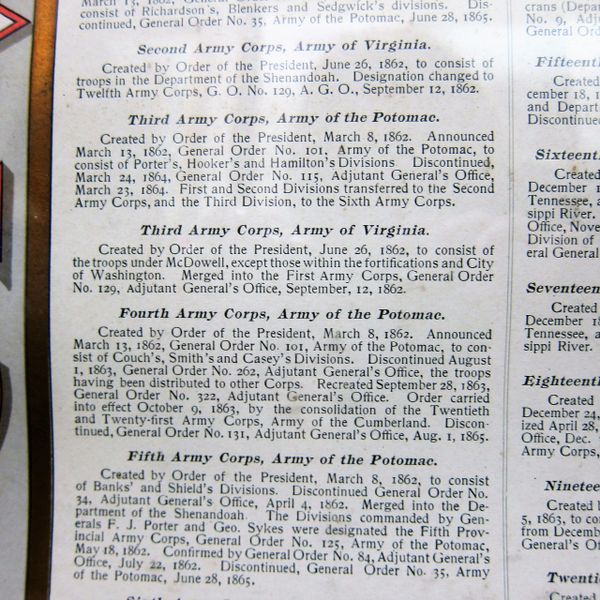 March 13, 1862, General Order No. 101, Army of the Potomac, to
consist of Richardson's, Blenkers and Sedgwick's divisions. Dis-
continued, General Order No. 35, Army of the Potomac, June 28, 1865.
Second Army Corps, Army of Virginia.
Created by Order of the President, June 26, 1862, to consist of
troops in the Department of the Shenandoah. Designation changed to
Twelfth Army Corps, G. O. No. 129, A. G. O., September 12, 1862.
Third Army Corps, Army of the Potomac.
Created by Order of the President, March 8, 1862. Announced
March 13, 1862, General Order No. 101, Army of the Potomac, to
consist of Porter's, Hooker's and Hamilton's Divisions Discontinued,
March 24, 1864, General Order No. 115, Adjutant General's Office,
March 23, 1864. First and Second Divisions transferred to the Second
Army Corps, and the Third Division, to the Sixth Army Corps.
Third Army Corps, Army of Virginia.
Created by Order of the President, June 26, 1862, to consist of
the troops under McDowell, except those within the fortifications and City
of Washington. Merged into the First Army Corps, General Order
No. 129, Adjutant General's Office, September, 12, 1862.
Fourth Army Corps, Army of the Potomac.
Created by Order of the President, March 8, 1862. Announced
March 13, 1862, General Order No. 101, Army of the Potomac, to con-
sist of Couch's, Smith's and Casey's Divisions. Discontinued August
1, 1863, General Order No. 262, Adjutant General's Office, the troops
having been distributed to other Corps. Recreated September 28, 1863,
General Order No. 322, Adjutant General's Office. Order carried
into effect October 9, 1863, by the consolidation of the Twentieth
and Twenty-first Army Corps, Army of the Cumberland. Discon-
tinued, General Order No. 131, Adjutant General's Office, Aug. 1, 1865.
Fifth Army Corps, Army of the Potomac.
Created by Order of the President, March 8, 1862, to consist
of Banks' and Shield's Divisions. Discontinued General Order No.
34, Adjutant General's Office, April 4, 1862. Merged into the De-
partment of the Shenandoah. The Divisions commanded by Gen-
erals F. J. Porter and Geo. Sykes were designated the Fifth Prov-
incial Army Corps, General Order No. 125, Army of the Potomac,
May 18, 1862. Confirmed by General Order No. 84, Adjutant General's
Office, July 22, 1862. Discontinued, General Order No. 35, Army
of the Potomac, June 28, 1865.
crans (Depar
No. 9, Adju
General Ord
Fifteenth
Created
cember 18, 1
and Depart
Discontinued
Sixteenth
Created
December 1
Tennessee, a
sippi River.
Office, Nove
Division of
eral General
Seventeen
Created
December 18
Tennessee, a
sippi River.
Eighteenth
Created
December 24,
ized April 28,
Office, Dec.
Army Corps,
Nineteen
Created b
5, 1863, to co
from Decemb
General's O
Twentie
Created